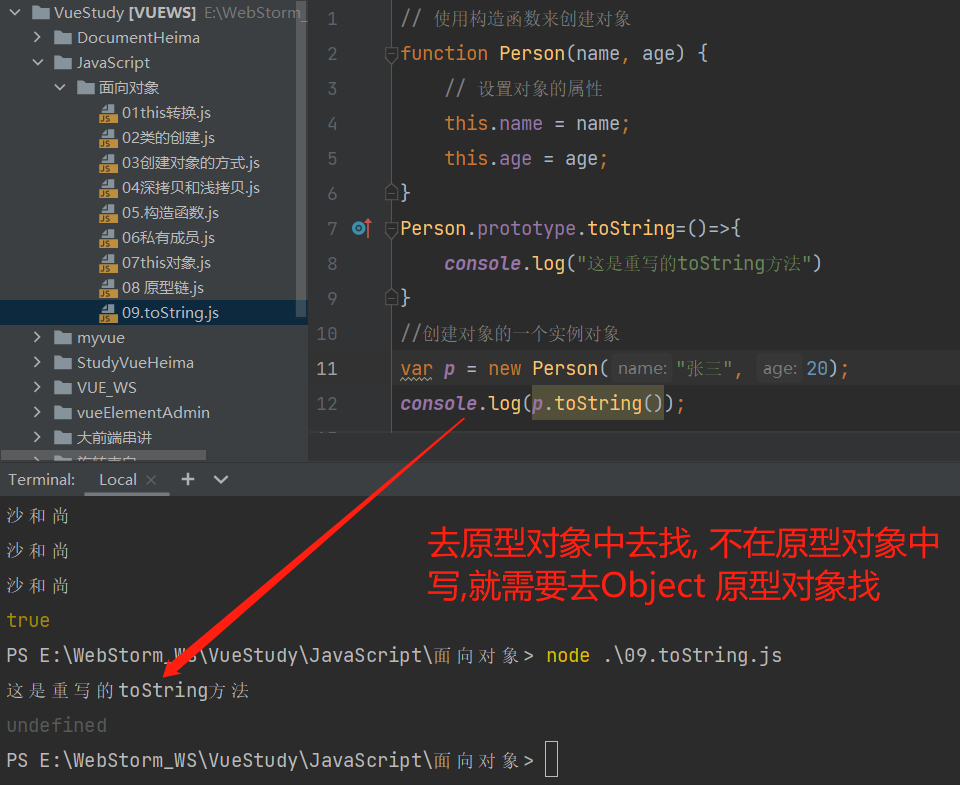 VueStudy [VUEWS] E:\WebStorm_
DocumentHeima
JavaScript
面向对象
01this转换.js
02类的创建.js
03创建对象的方式.js
04深拷贝和浅拷贝.js
05.构造函数.js
06私有成员.js
07this对象.js
08 原型链.js
09.toString.js
myvue
StudyVueHeima
VUE_WS
vueElementAdmin
大前端串讲
1 // 使用构造函数来创建对象
2 function Person(name, age) {
3 // 设置对象的属性
4 this.name = name;
5 this.age = age;
6 }
7 Person.prototype.toString=()=>{
8 console.log("这是重写的toString方法")
9 }
10 //创建对象的一个实例对象
11 var p = new Person( name: "张三", age: 20);
12 console.log(p.toString());
Terminal: Local × +
沙和尚
沙和尚
沙和尚
true
PS E:\WebStorm_WS\VueStudy\JavaScript\面向对象> node .\09.toString.js
这是重写的toString方法
undefined
PS E:\WebStorm_WS\VueStudy\JavaScript\面向对象>
去原型对象中去找, 不在原型对象中
写,就需要去Object 原型对象找